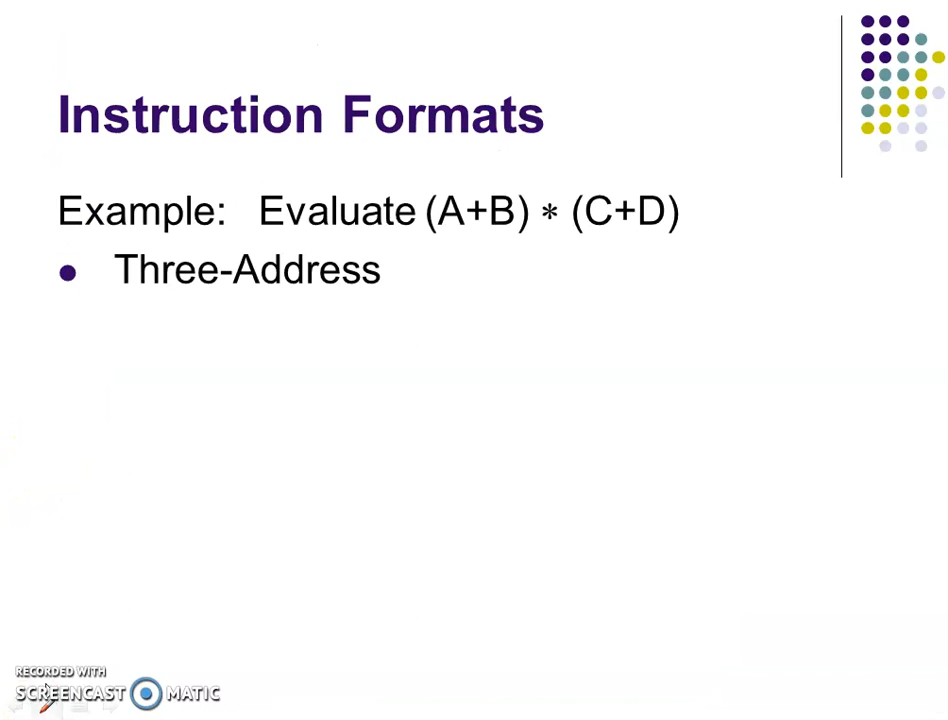 Instruction Formats
Example: Evaluate (A+B) ∗ (C+D)
● Three-Address
RECORDED WITH
SCREENCAST MATIC